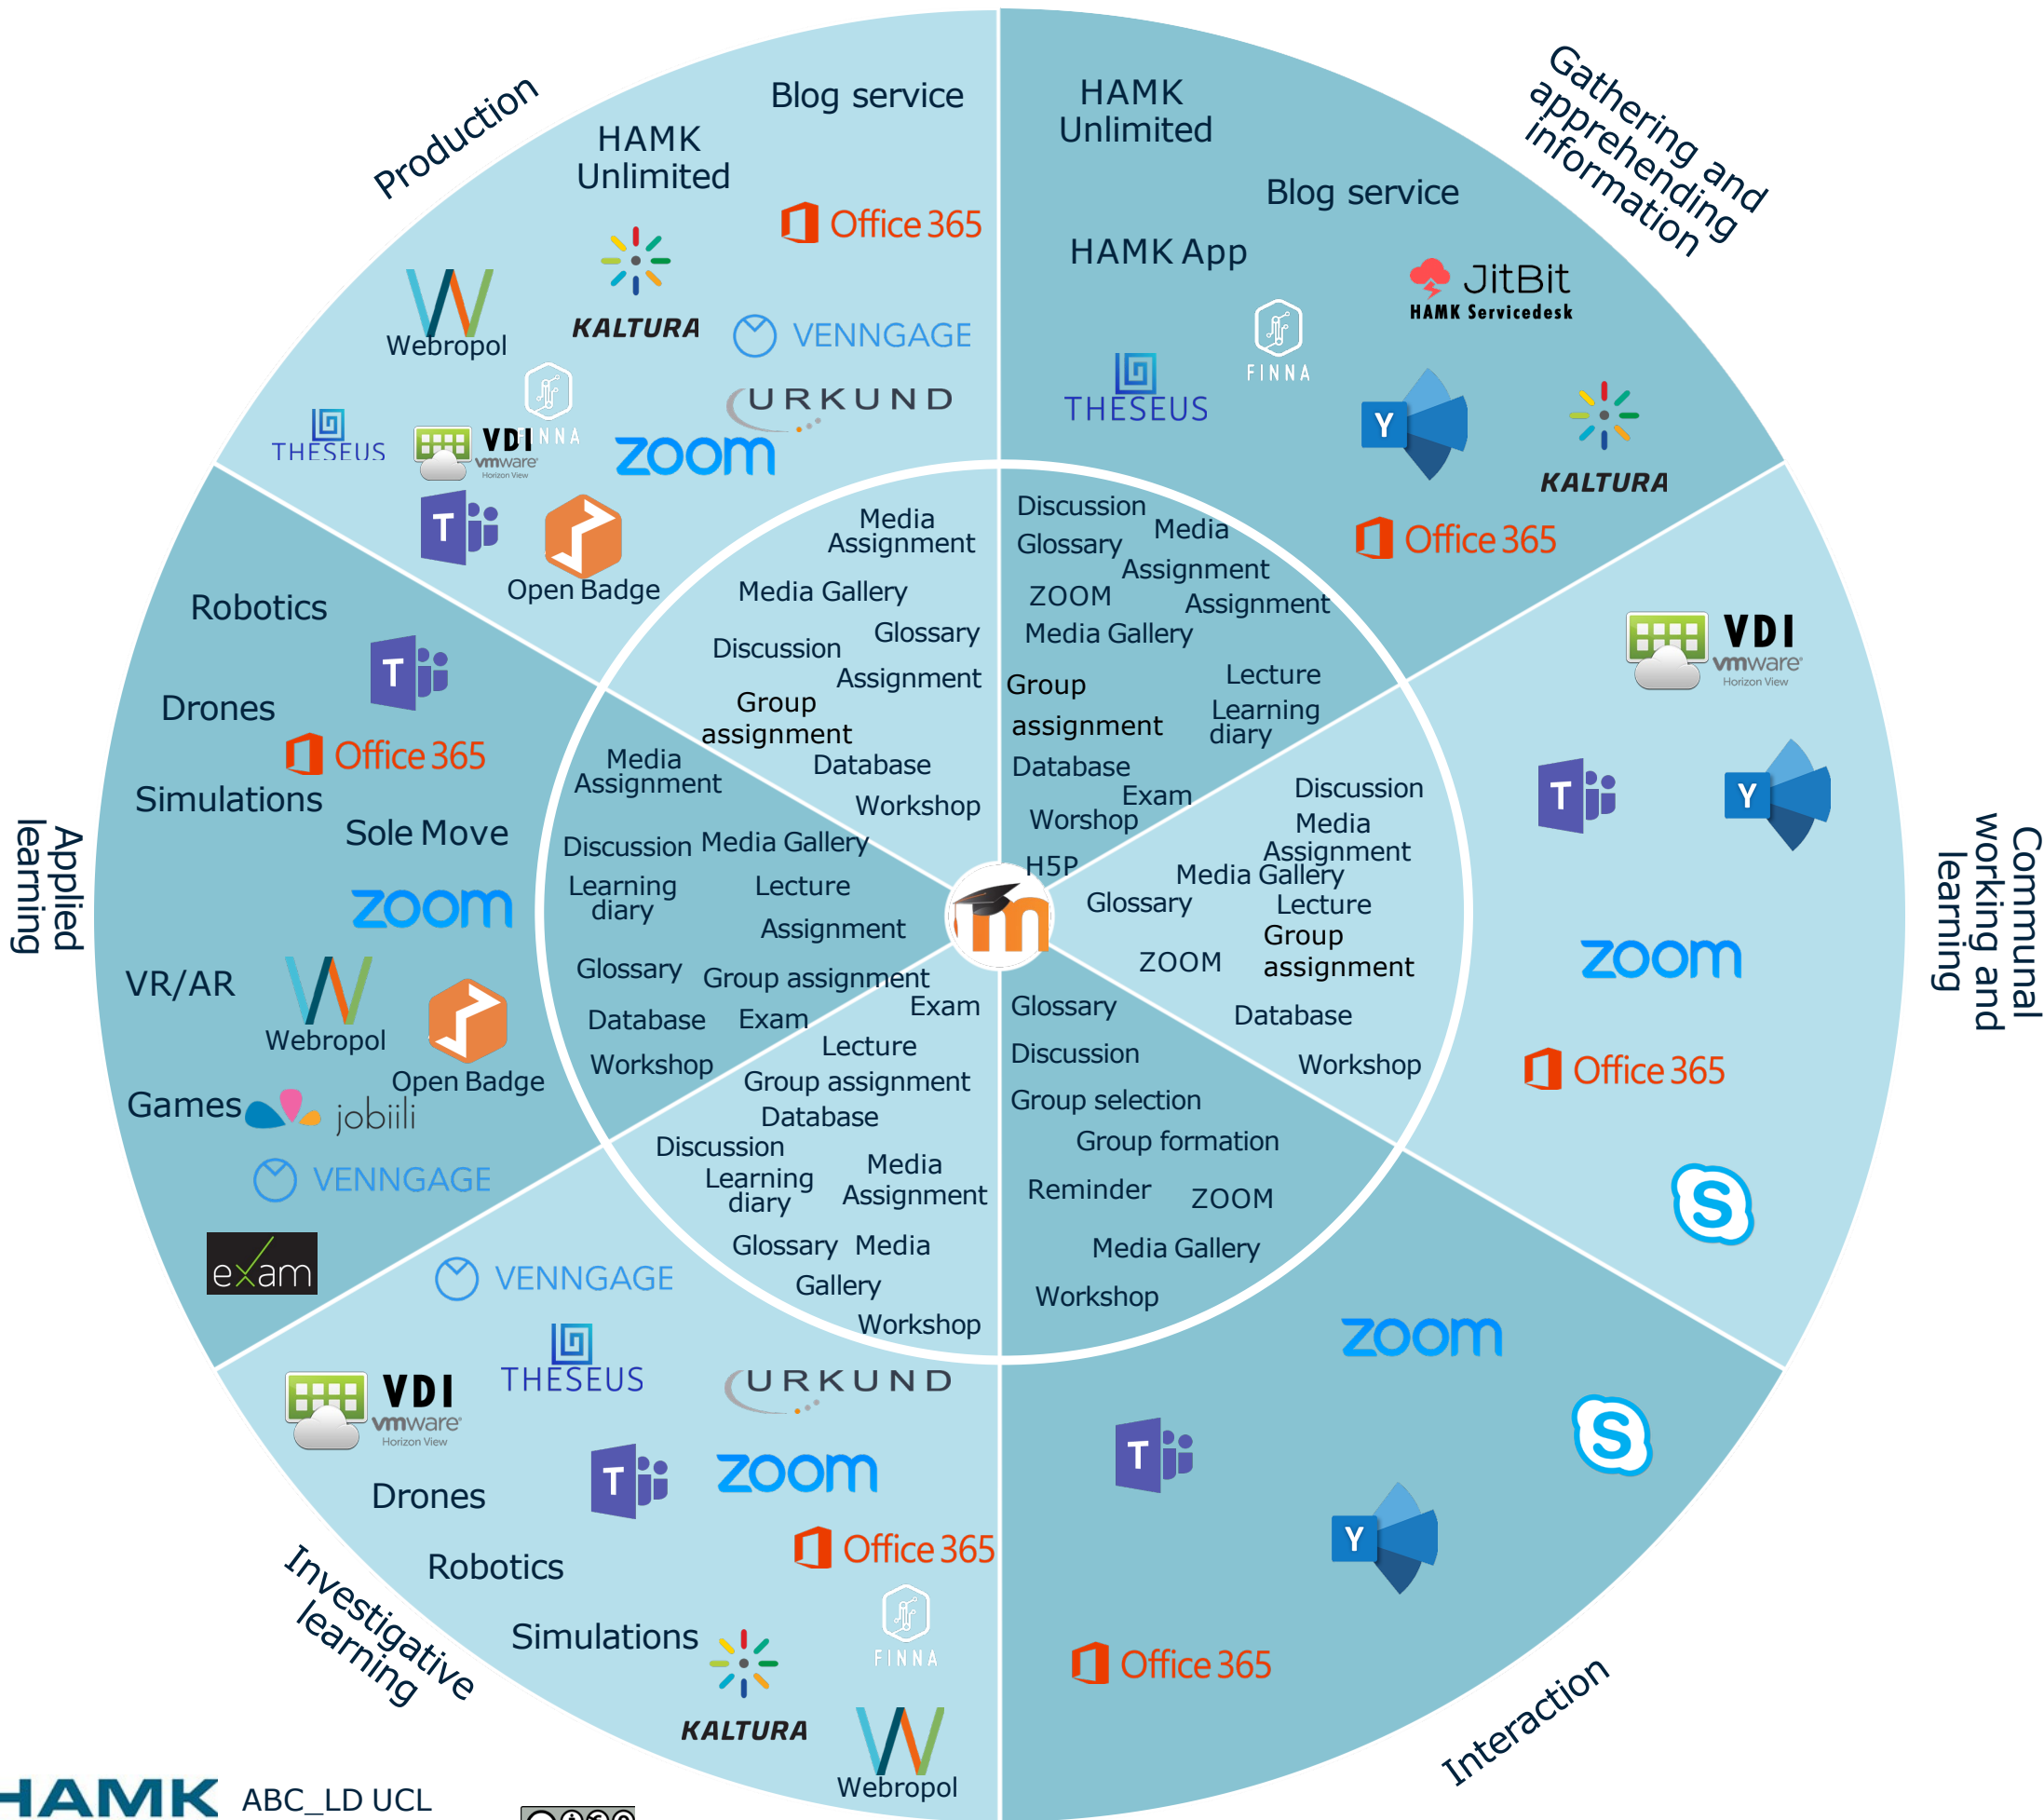 Production
Blog service
HAMK
Unlimited
Office 365
KALTURA
Webropol
VENNGAGE
URKUND
FINNA
THESEUS
VDI
vmware
Horizon View
zoom
T
Open Badge
Media
Assignment
Media Gallery
Glossary
Discussion
Assignment
Group
assignment
Database
Workshop
Gathering and
apprehending
information
HAMK
Unlimited
Blog service
HAMK App
JitBit
HAMK Servicedesk
FINNA
THESEUS
Y
KALTURA
Office 365
Discussion
Media
Glossary
Assignment
ZOOM
Assignment
Media Gallery
Lecture
Group
assignment
Learning
diary
Database
Exam
Worshop
H5P
Communal
working and
learning
VDI
vmware
Horizon View
T
Y
zoom
Office 365
S
Discussion
Media
Assignment
Media Gallery
Glossary
Lecture
Group
assignment
ZOOM
Database
Workshop
Interaction
Glossary
Discussion
Group selection
Group formation
Reminder
ZOOM
Media Gallery
Workshop
zoom
S
T
Y
Office 365
Investigative
learning
Exam
Lecture
Group assignment
Database
Discussion
Learning
diary
Media
Assignment
Glossary Media
Gallery
Workshop
VENNGAGE
THESEUS
URKUND
VDI
vmware
Horizon View
T
zoom
Drones
Office 365
Robotics
FINNA
Simulations
KALTURA
Webropol
Applied
learning
Robotics
T
Drones
Office 365
Simulations
Sole Move
zoom
VR/AR
Webropol
Open Badge
Games
jobiili
VENNGAGE
exam
Media
Assignment
Discussion
Media Gallery
Learning
diary
Lecture
Assignment
Glossary
Group assignment
Database
Exam
Workshop
m
HAMK
ABC_LD UCL